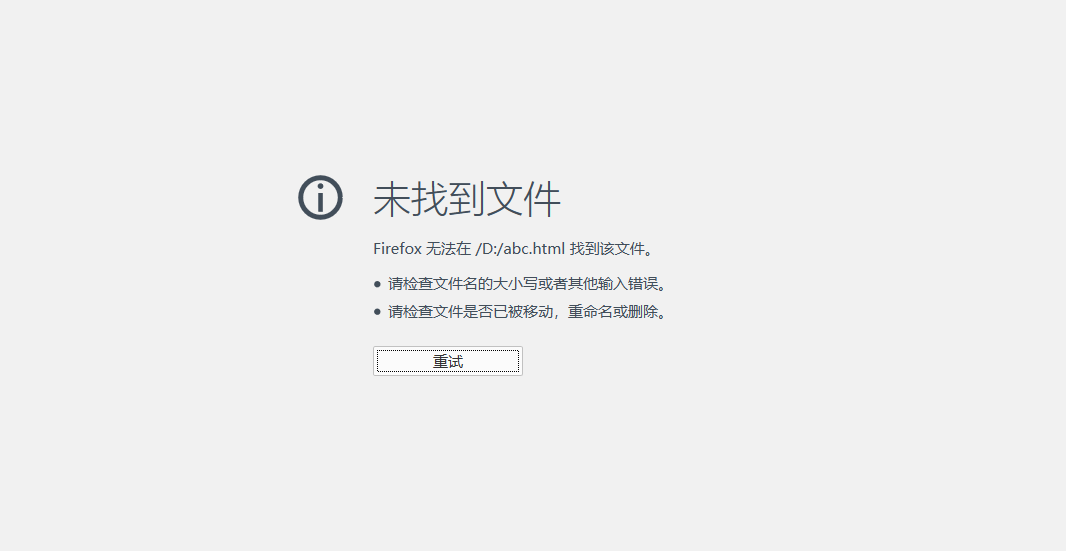 未找到文件
Firefox 无法在 /D:/abc.html 找到该文件。
• 请检查文件名的大小写或者其他输入错误。
• 请检查文件是否已被移动，重命名或删除。
重试